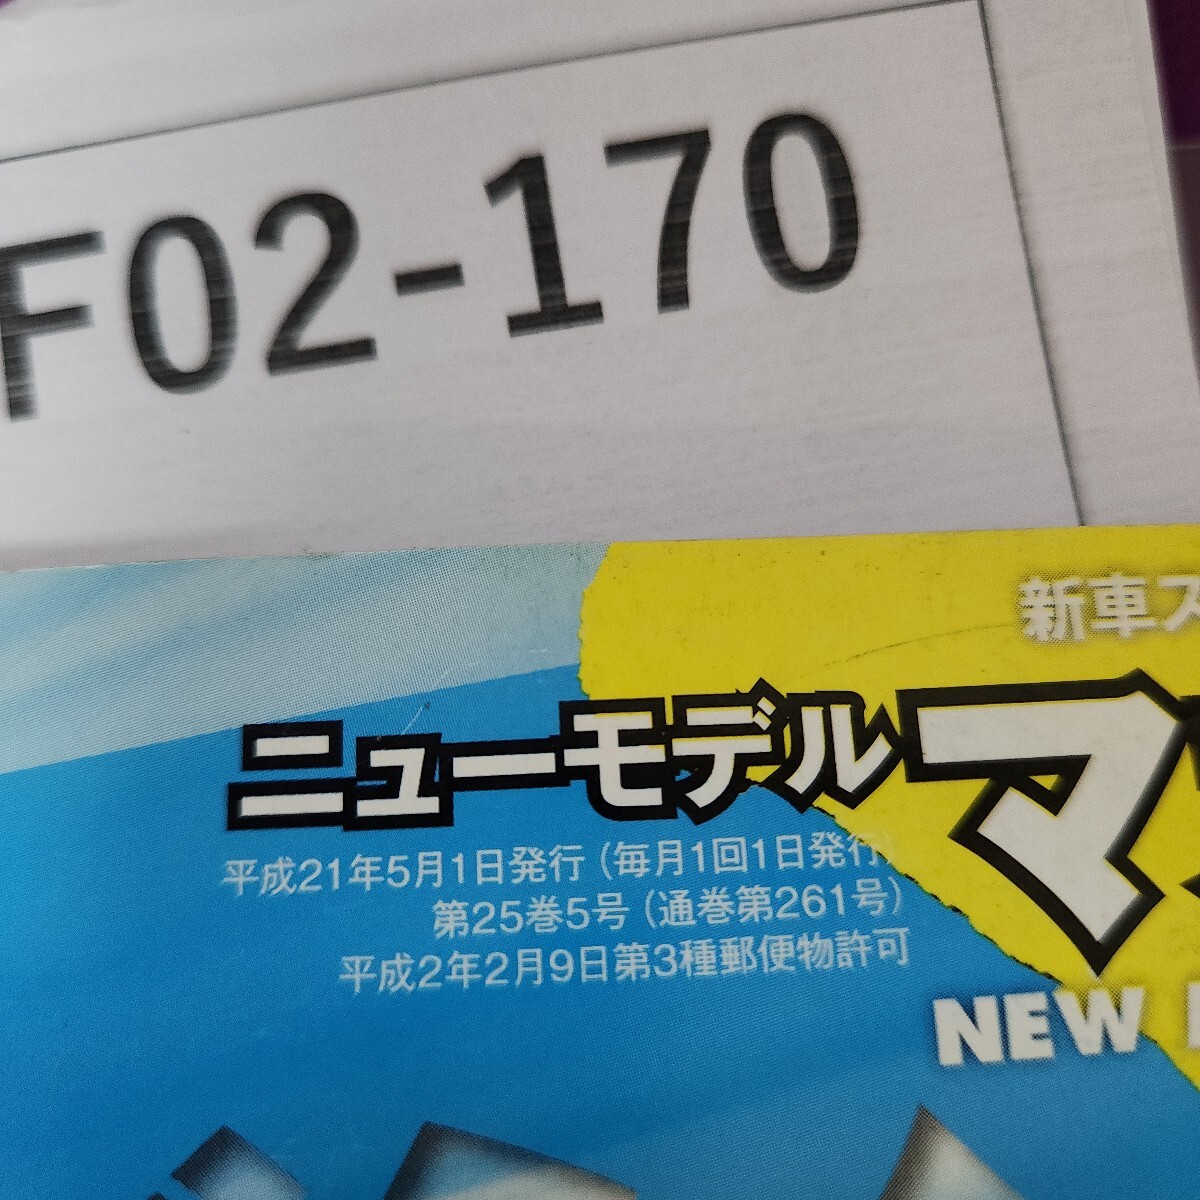 F02-170
新車ス
ニューモデルマ
平成21年5月1日発行（毎月1回1日発行）
第25巻5号（通巻第261号）
平成2年2月9日第3種郵便物許可
NEW